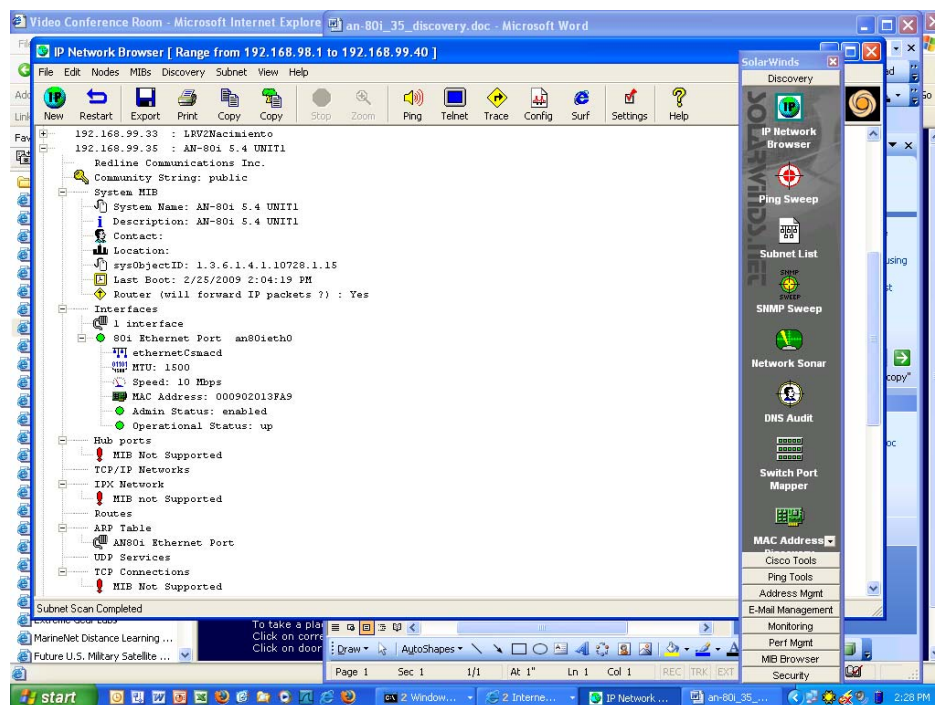 Video Conference Room - Microsoft Internet Explore
an-80i_35_discovery.doc - Microsoft Word
IP Network Browser [ Range from 192.168.98.1 to 192.168.99.40 ]
File Edit Nodes MIBs Discovery Subnet View Help
New Restart Export Print Copy Copy Stop Zoom Ping Telnet Trace Config Surf Settings Help
192.168.99.33 : LRV2Nacimiento
192.168.99.35 : AN-80i 5.4 UNIT1
Redline Communications Inc.
Community String: public
System MIB
System Name: AN-80i 5.4 UNIT1
Description: AN-80i 5.4 UNIT1
Contact:
Location:
sysObjectID: 1.3.6.1.4.1.10728.1.15
Last Boot: 2/25/2009 2:04:19 PM
Router (will forward IP packets ?) : Yes
Interfaces
1 interface
80i Ethernet Port an80ieth0
ethernetCsmacd
MTU: 1500
Speed: 10 Mbps
MAC Address: 000902013FA9
Admin Status: enabled
Operational Status: up
Hub ports
MIB Not Supported
TCP/IP Networks
IPX Network
MIB not Supported
Routes
ARP Table
AN80i Ethernet Port
UDP Services
TCP Connections
MIB Not Supported
Subnet Scan Completed
SolarWinds
Discovery
SOLARWINDS.NET
IP Network
Browser
Ping Sweep
Subnet List
SNMP
SWEEP
SNMP Sweep
Network Sonar
DNS Audit
Switch Port
Mapper
MAC Address
Cisco Tools
Ping Tools
Address Mgmt
E-Mail Management
Monitoring
Perf Mgmt
MIB Browser
Security
using
copy"
MarineNet Distance Learning ...
Future U.S. Military Satellite ...
To take a pla
Click on corre
Click on door
Draw AutoShapes
Page 1 Sec 1 1/1 At 1" Ln 1 Col 1 REC TRK EXT
start
2 Window...
2 Interne...
IP Network ...
an-80i_35_...
2:28 PM